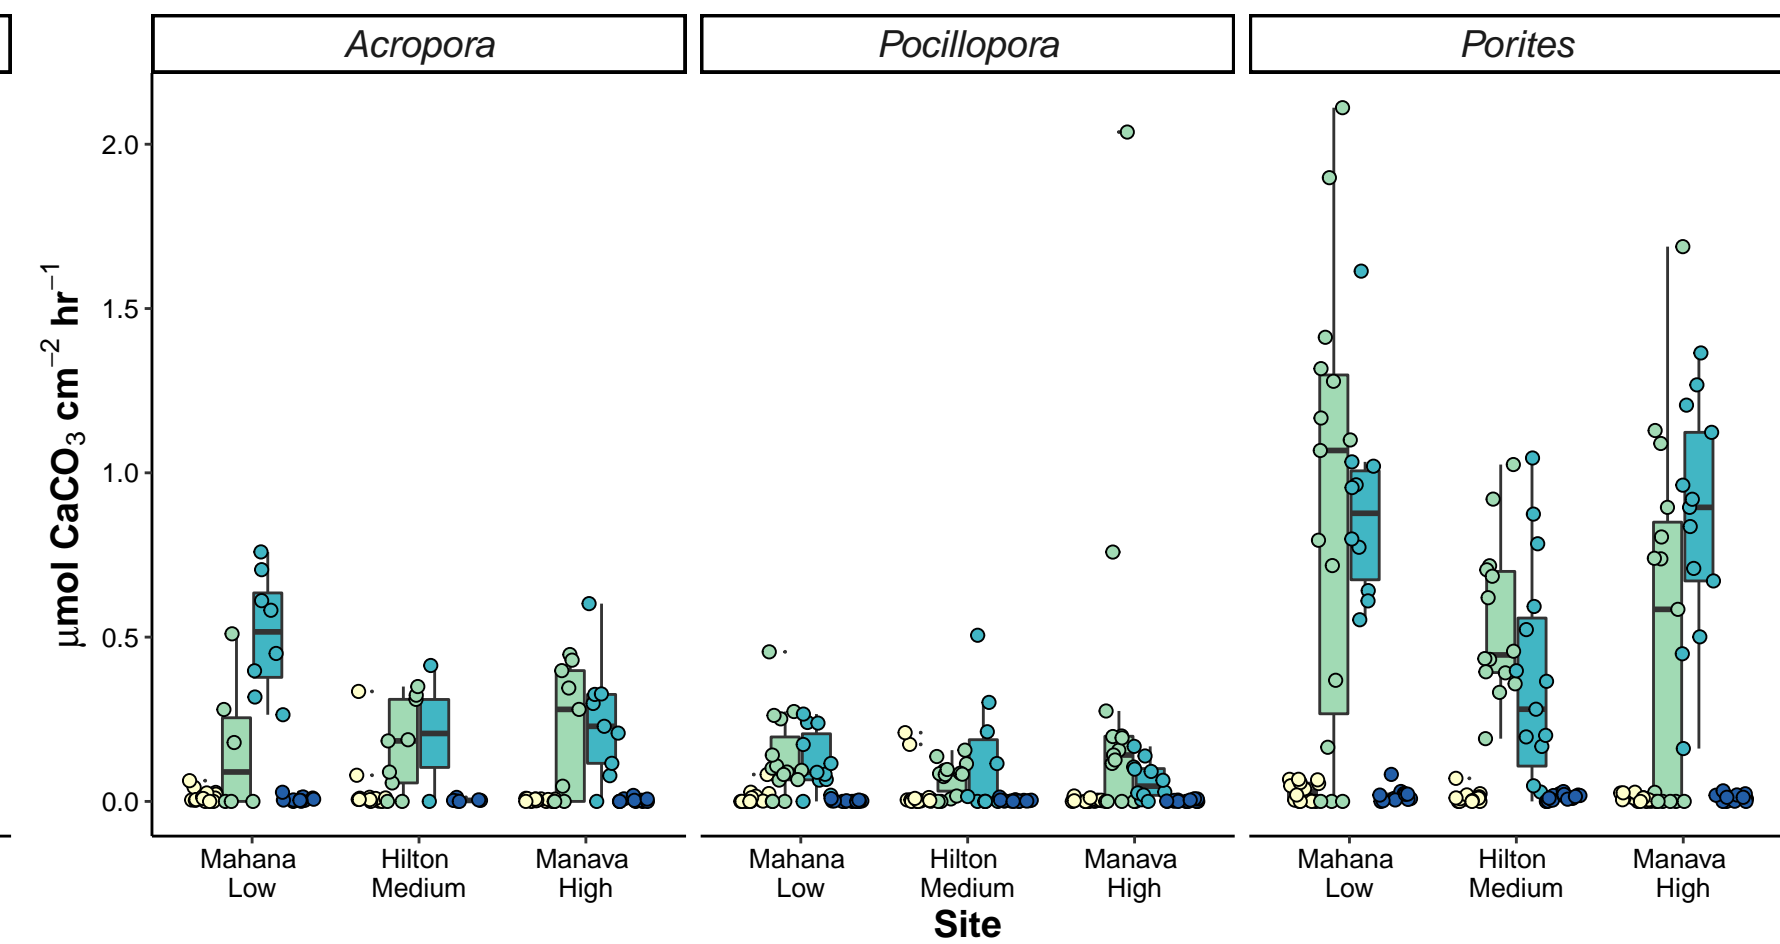 Acropora
Pocillopora
Porites
μmol CaCO₃ cm⁻² hr⁻¹
2.0
1.5
1.0
0.5
0.0
Mahana Hilton Manava Mahana Hilton Manava Mahana Hilton Manava
Low Medium High Low Medium High Low Medium High
Site